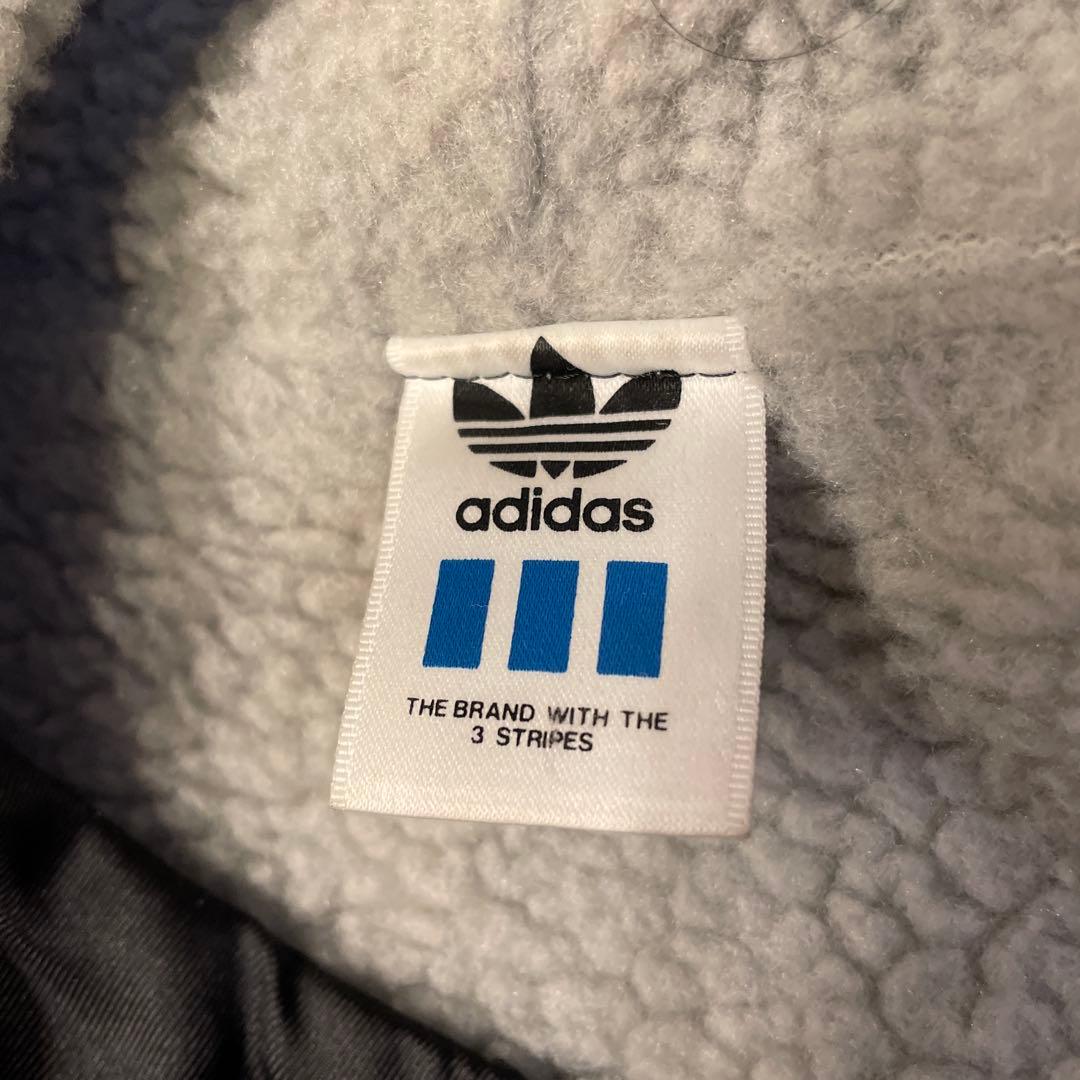 adidas
THE BRAND WITH THE
3 STRIPES